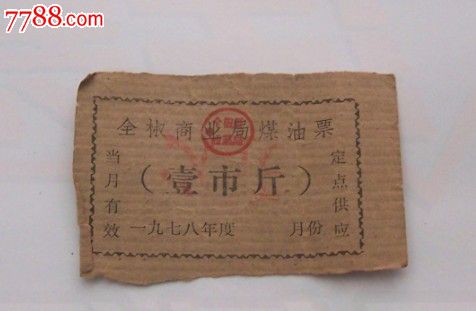 7788.com
全椒商业局煤油票
当月有效
(壹市斤)
定点供应
一九七八年度 月份